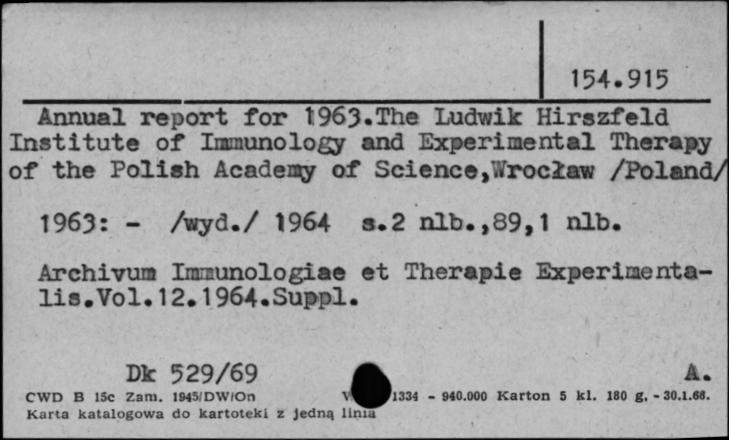 154.915
Annual report for 1963.The Ludwik Hirszfeld
Institute of Immunology and Experimental Therapy
of the Polish Academy of Science,Wrocław /Poland/
1963: - /wyd./ 1964 s.2 nlb.,89,1 nlb.
Archivum Immunologiae et Therapie Experimenta-
lis.Vol.12.1964.Suppl.
Dk 529/69 A.
CWD B 15c Zam. 1945/DW/On 1334 - 940.000 Karton 5 kl. 180 g. - 30.1.68.
Karta katalogowa do kartoteki z jedną linią